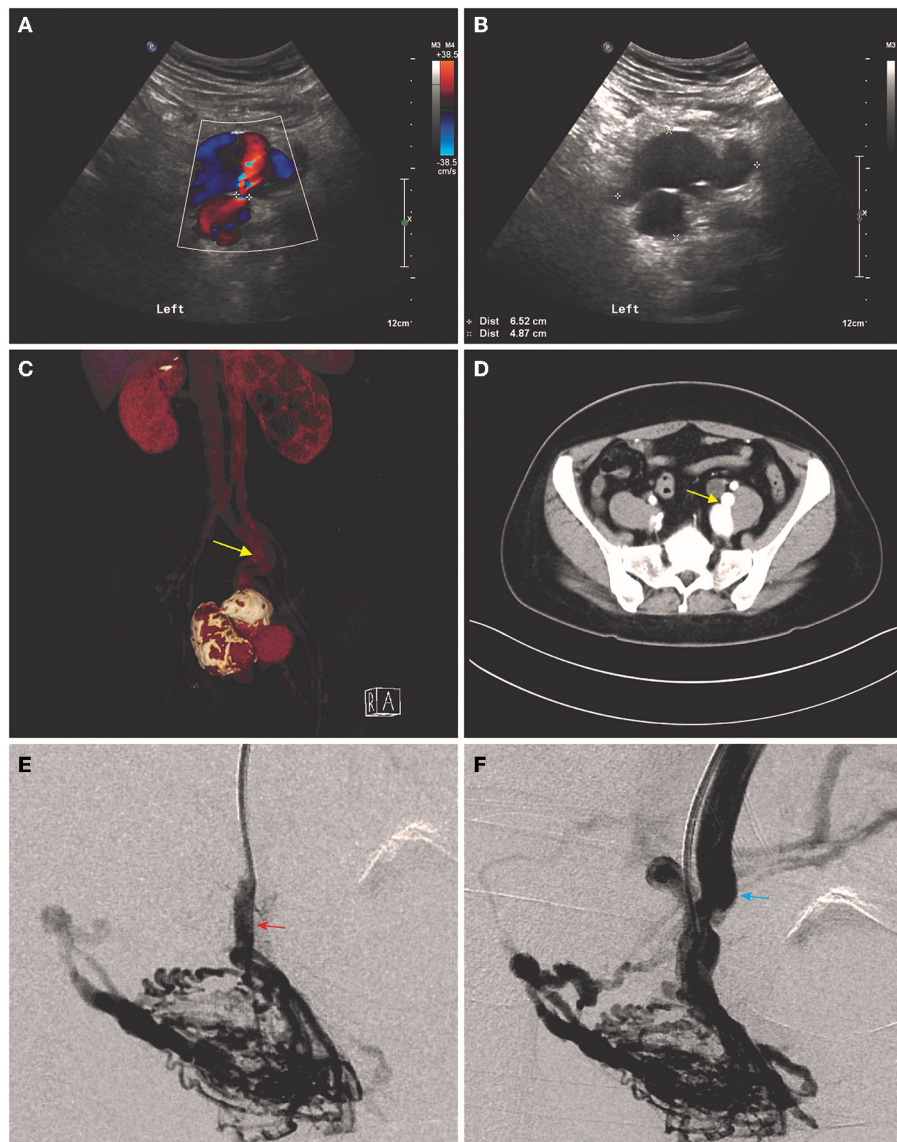 A
P
M3 M4
+38.5
-38.5
cm/s
x
Left
12cm
B
P
M3
x
Dist 6.52 cm
Dist 4.87 cm
Left
12cm
C
R A
D
E
F